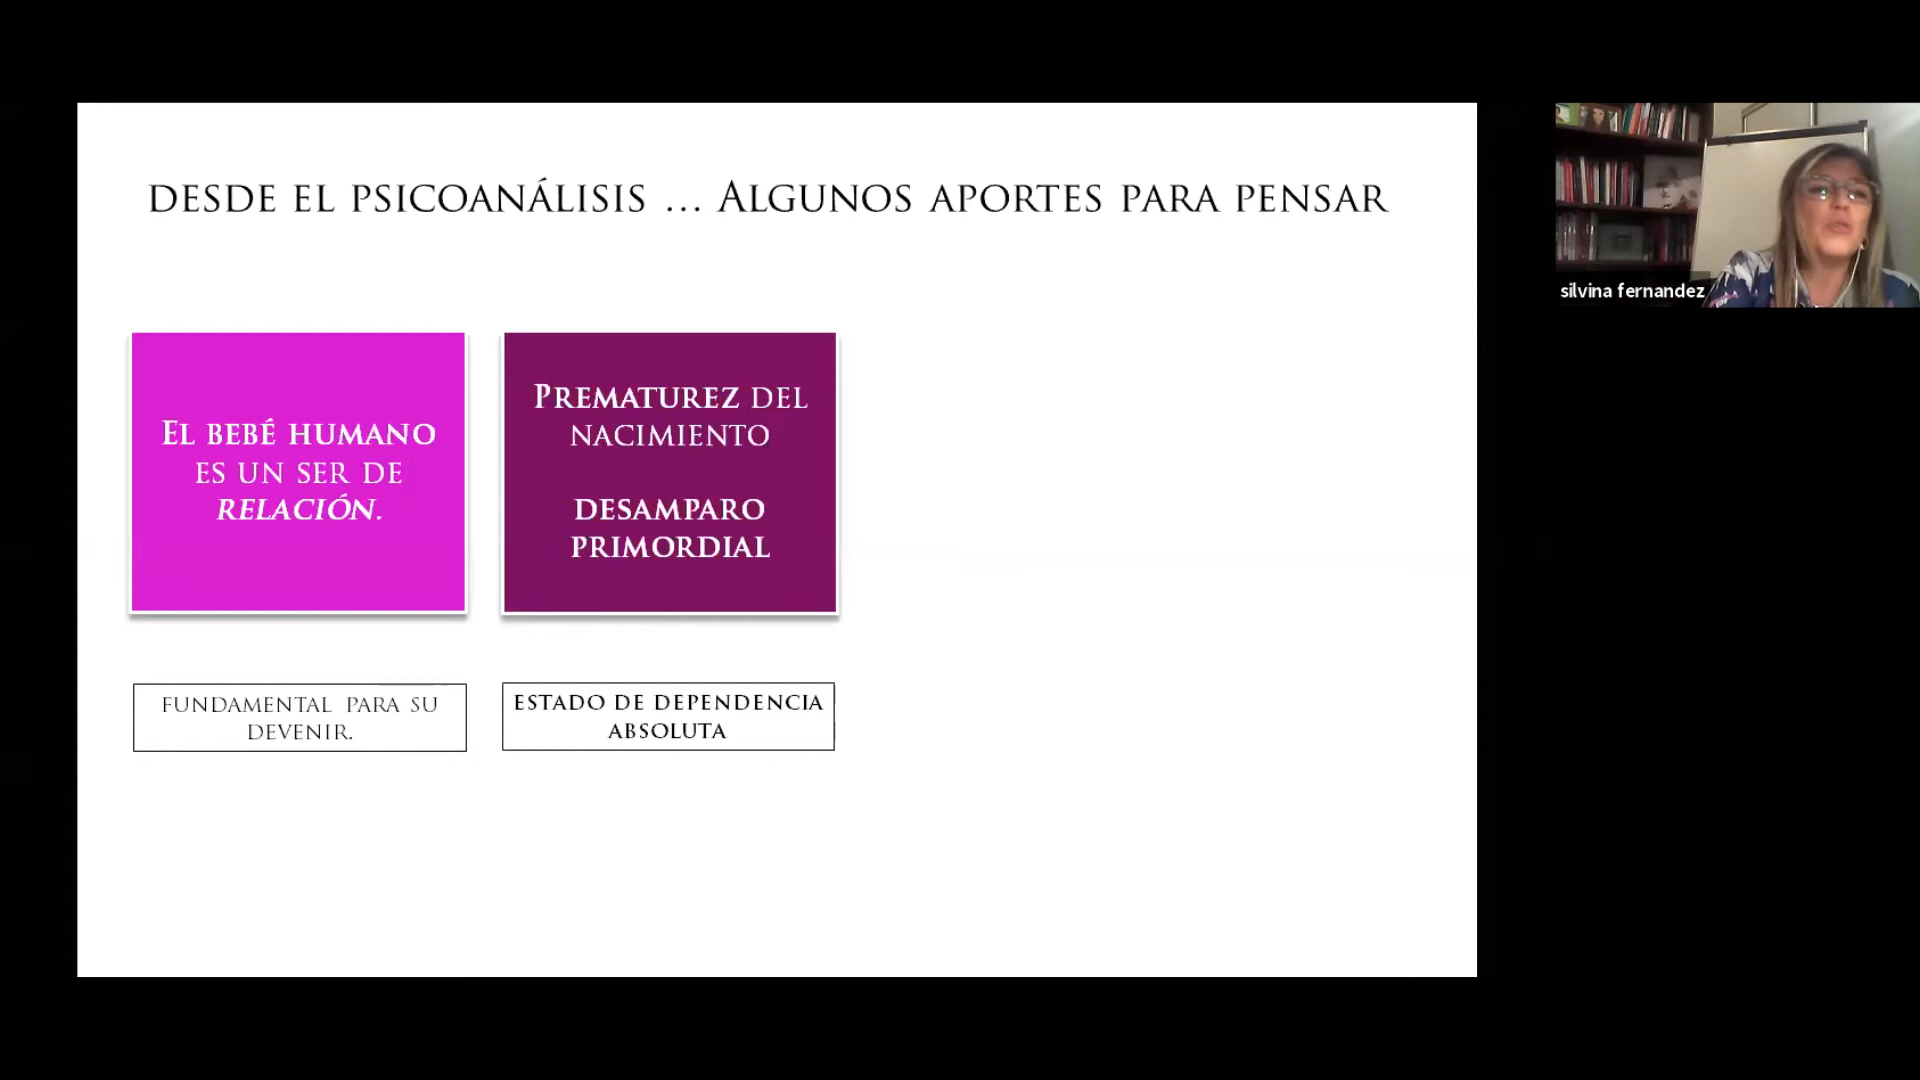 DESDE EL PSICOANÁLISIS ... ALGUNOS APORTES PARA PENSAR
EL BEBÉ HUMANO
ES UN SER DE
RELACIÓN.
PREMATUREZ DEL
NACIMIENTO
DESAMPARO
PRIMORDIAL
FUNDAMENTAL PARA SU
DEVENIR.
ESTADO DE DEPENDENCIA
ABSOLUTA
silvina fernandez